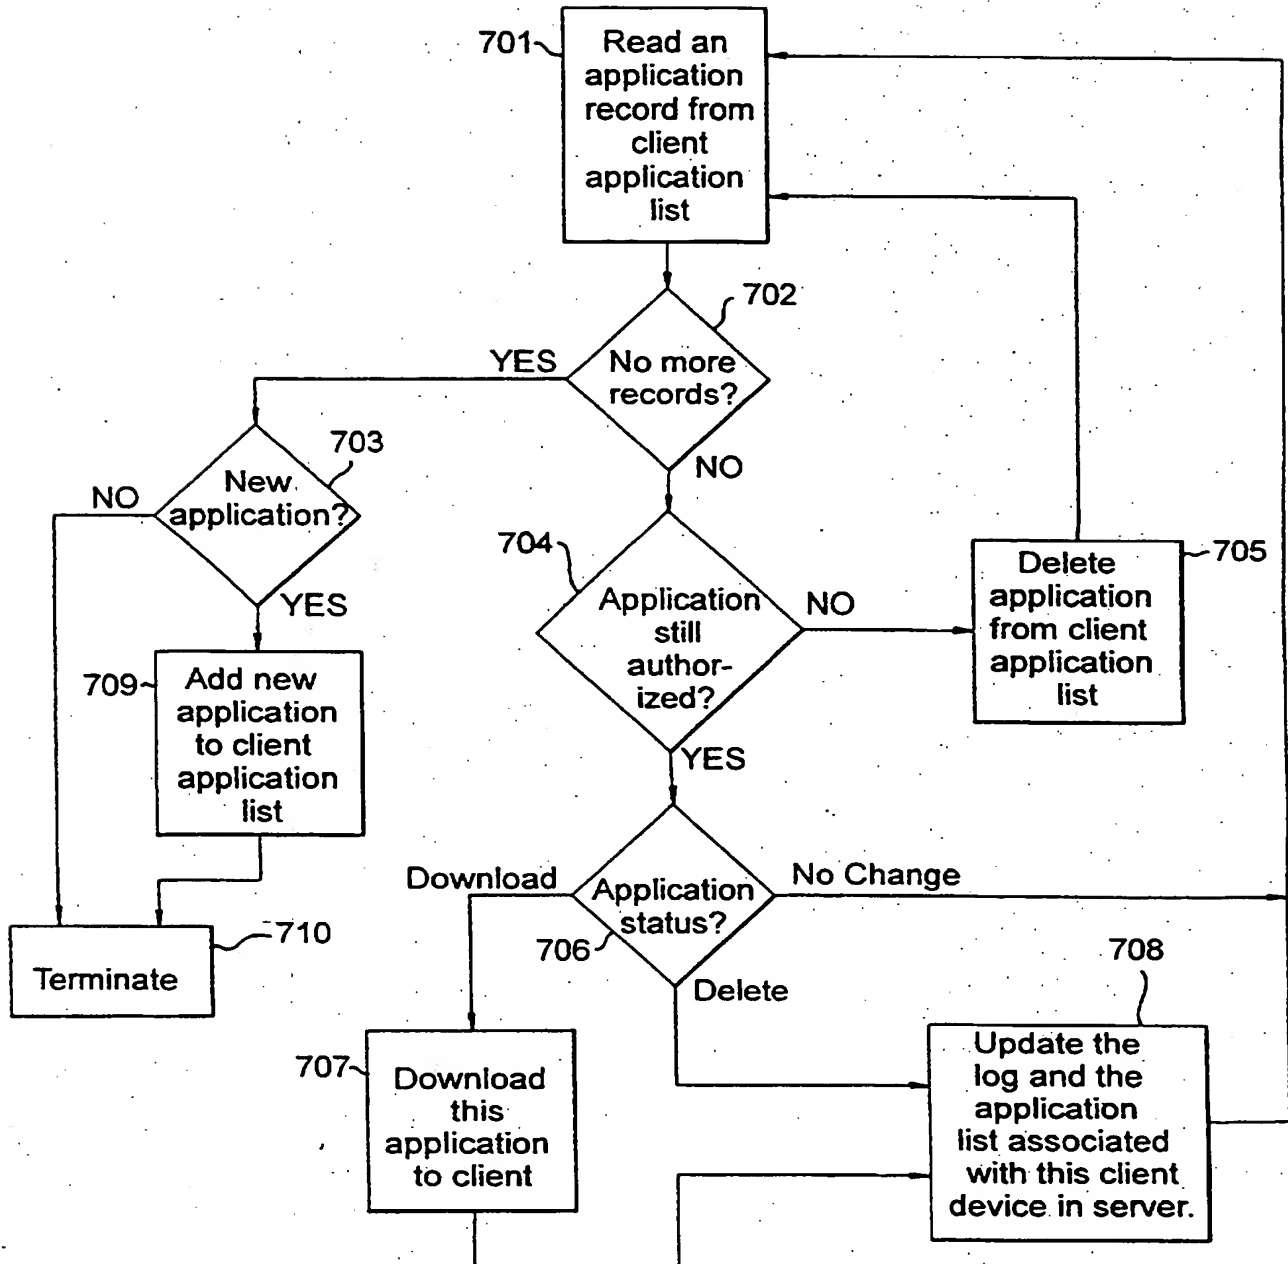 701
Read an
application
record from
client
application
list
702
No more
records?
YES
NO
703
New
application?
NO
YES
704
Application
still
author-
ized?
NO
YES
705
Delete
application
from client
application
list
709
Add new
application
to client
application
list
710
Terminate
706
Application
status?
Download
No Change
Delete
707
Download
this
application
to client
708
Update the
log and the
application
list associated
with this client
device in server.